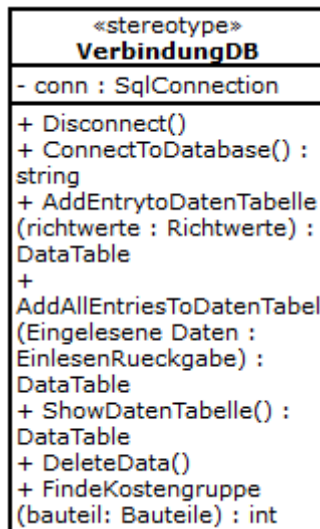 «stereotype»
VerbindungDB
- conn : SqlConnection
+ Disconnect()
+ ConnectToDatabase() :
string
+ AddEntrytoDatenTabelle
(richtwerte : Richtwerte) :
DataTable
+
AddAllEntriesToDatenTabel
(Eingelesene Daten :
EinlesenRueckgabe) :
DataTable
+ ShowDatenTabelle() :
DataTable
+ DeleteData()
+ FindeKostengruppe
(bauteil: Bauteile) : int